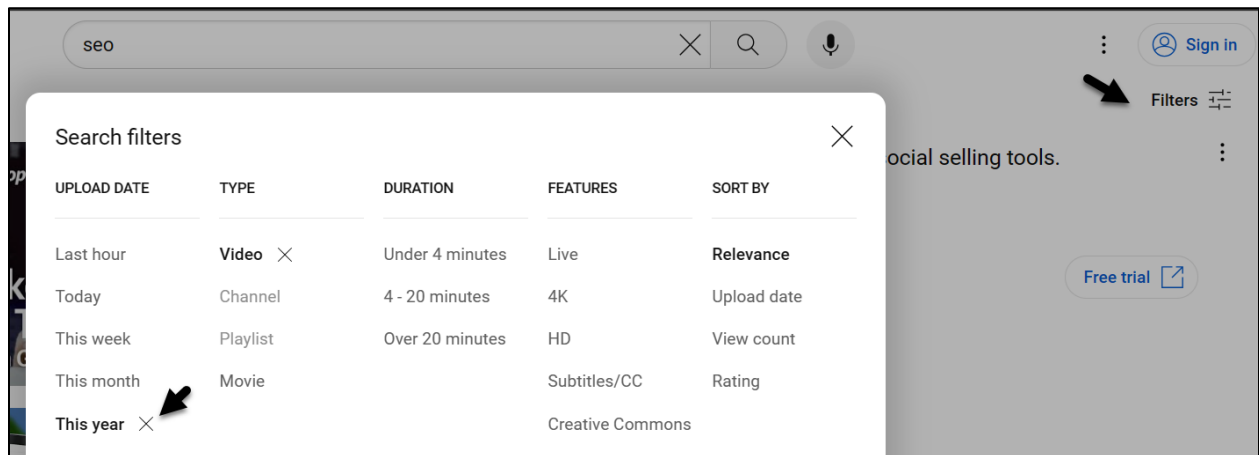 seo
Sign in
Filters
Search filters
ocial selling tools.
UPLOAD DATE TYPE DURATION FEATURES SORT BY
Last hour Video Under 4 minutes Live Relevance
Today Channel 4 - 20 minutes 4K Upload date
This week Playlist Over 20 minutes HD View count
This month Movie Subtitles/CC Rating
This year Creative Commons
Free trial